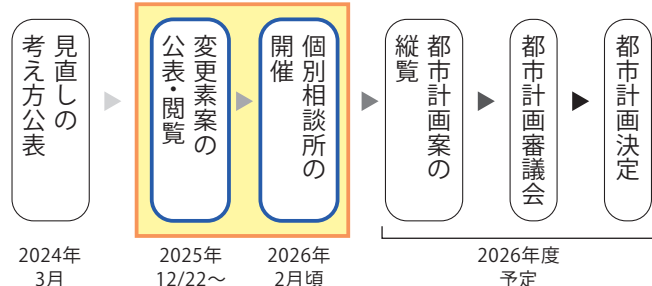 見直しの
考え方公表
変更素案の
公表・閲覧
個別相談所の
開催
都市計画案の
縦覧
都市計画審議会
都市計画決定
2024年
3月
2025年
12/22～
2026年
2月頃
2026年度
予定